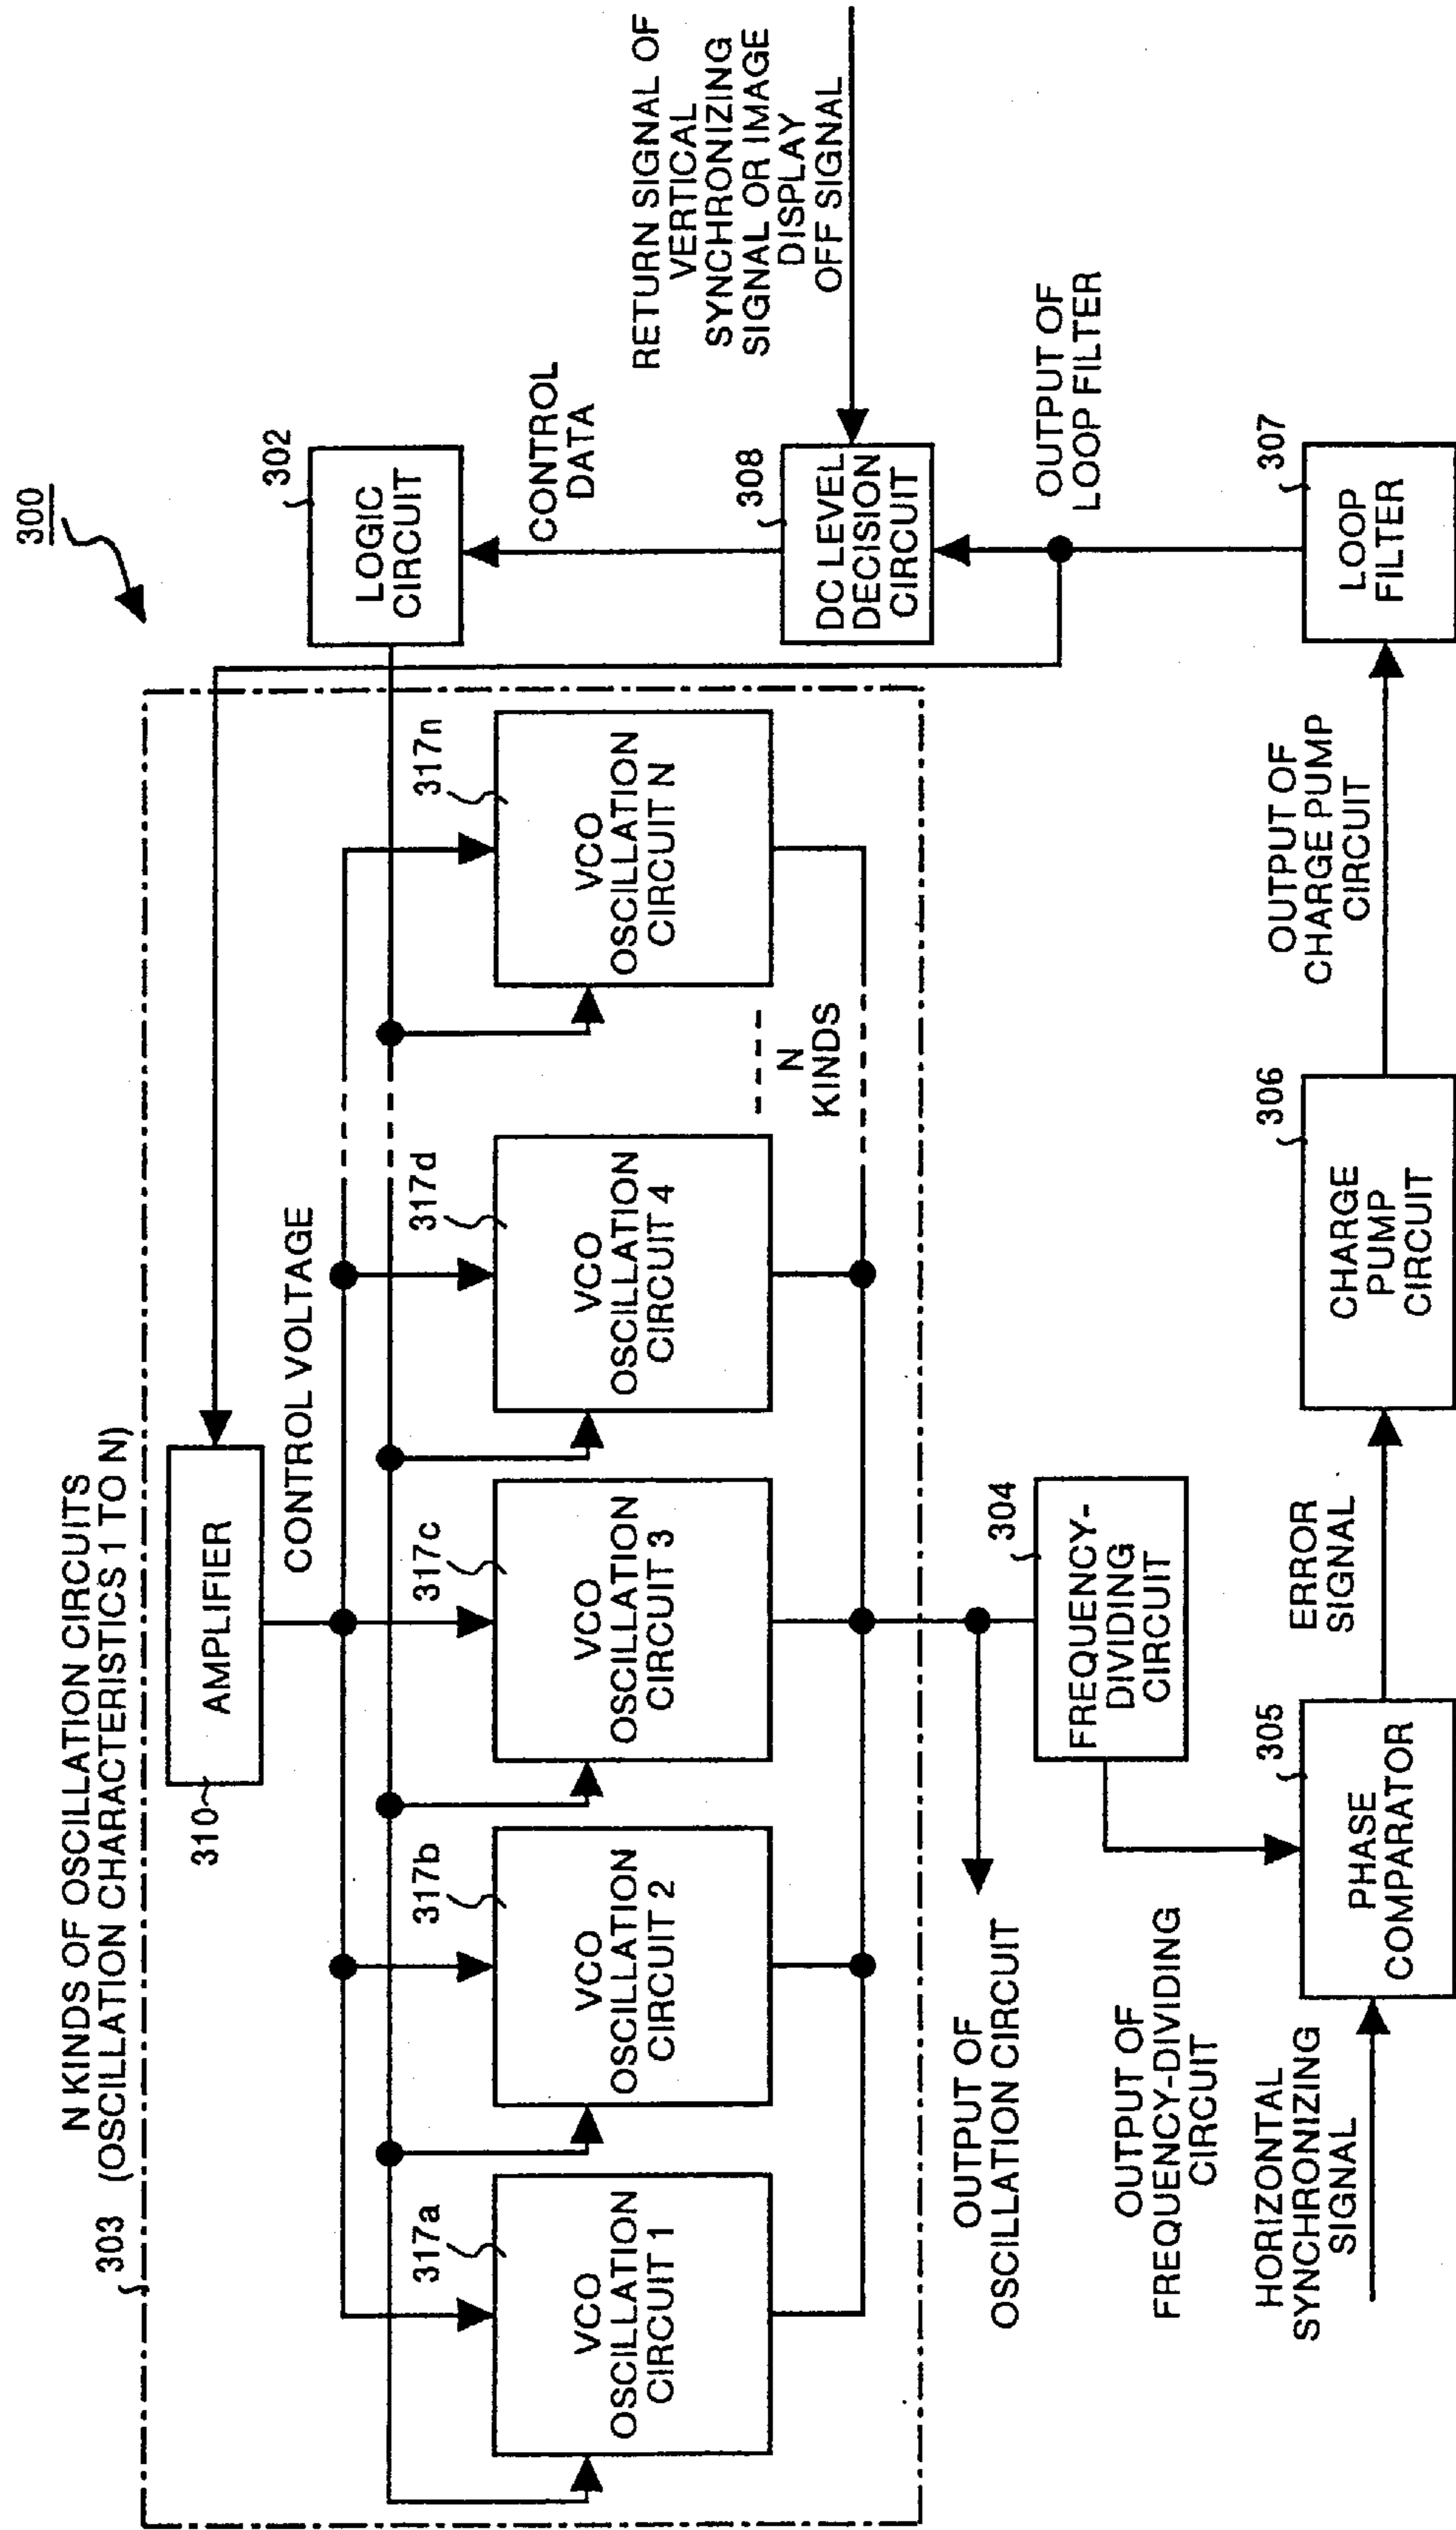 300
N KINDS OF OSCILLATION CIRCUITS
303 (OSCILLATION CHARACTERISTICS 1 TO N)
310
AMPLIFIER
CONTROL VOLTAGE
302
LOGIC
CIRCUIT
CONTROL
DATA
317a
VCO
OSCILLATION
CIRCUIT 1
317b
VCO
OSCILLATION
CIRCUIT 2
317c
VCO
OSCILLATION
CIRCUIT 3
317d
VCO
OSCILLATION
CIRCUIT 4
N
KINDS
317n
VCO
OSCILLATION
CIRCUIT N
308
DC LEVEL
DECISION
CIRCUIT
RETURN SIGNAL OF
VERTICAL
SYNCHRONIZING
SIGNAL OR IMAGE
DISPLAY
OFF SIGNAL
OUTPUT OF
LOOP FILTER
OUTPUT OF
OSCILLATION CIRCUIT
304
FREQUENCY-
DIVIDING
CIRCUIT
OUTPUT OF
FREQUENCY-DIVIDING
CIRCUIT
HORIZONTAL
SYNCHRONIZING
SIGNAL
305
PHASE
COMPARATOR
ERROR
SIGNAL
306
CHARGE
PUMP
CIRCUIT
OUTPUT OF
CHARGE PUMP
CIRCUIT
307
LOOP
FILTER